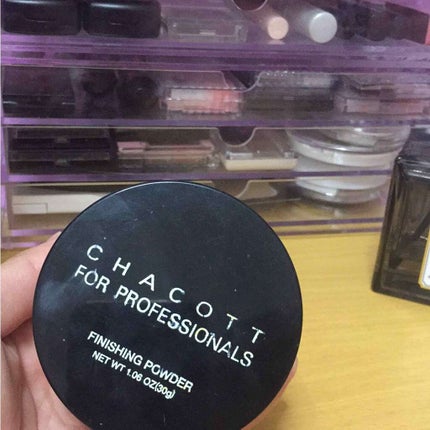 CHACOTT
FOR PROFESSIONALS
FINISHING POWDER
NET WT 1.06 OZ(30g)